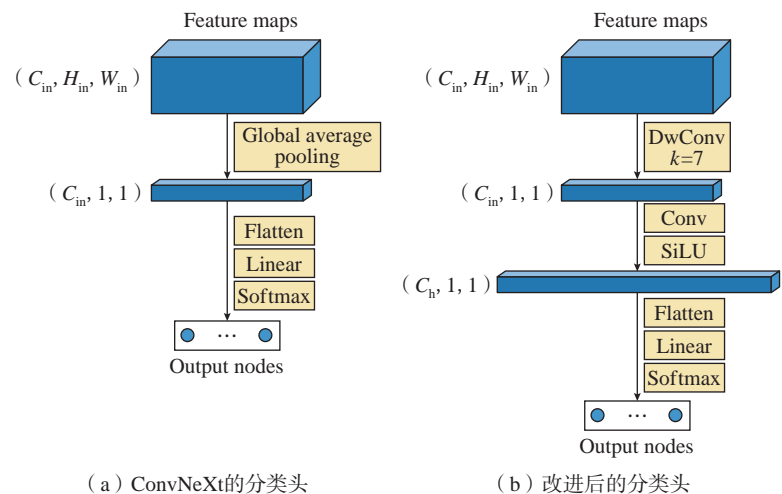 Feature maps
(C_in, H_in, W_in)
Global average
pooling
(C_in, 1, 1)
Flatten
Linear
Softmax
...
Output nodes
(a) ConvNeXt的分类头
Feature maps
(C_in, H_in, W_in)
DwConv
k=7
(C_in, 1, 1)
Conv
SiLU
(C_h, 1, 1)
Flatten
Linear
Softmax
...
Output nodes
(b) 改进后的分类头